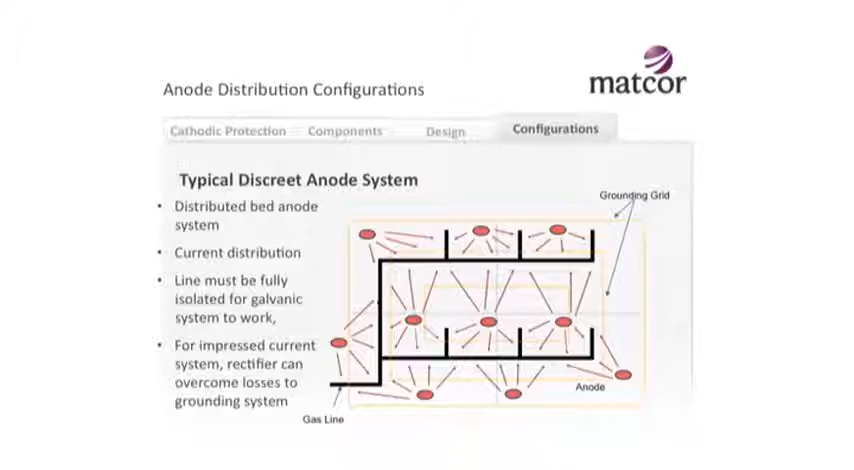 matcor
Anode Distribution Configurations
Cathodic Protection
Components
Design
Configurations
Typical Discreet Anode System
• Distributed bed anode
system
• Current distribution
• Line must be fully
isolated for galvanic
system to work,
• For impressed current
system, rectifier can
overcome losses to
grounding system
Grounding Grid
Anode
Gas Line